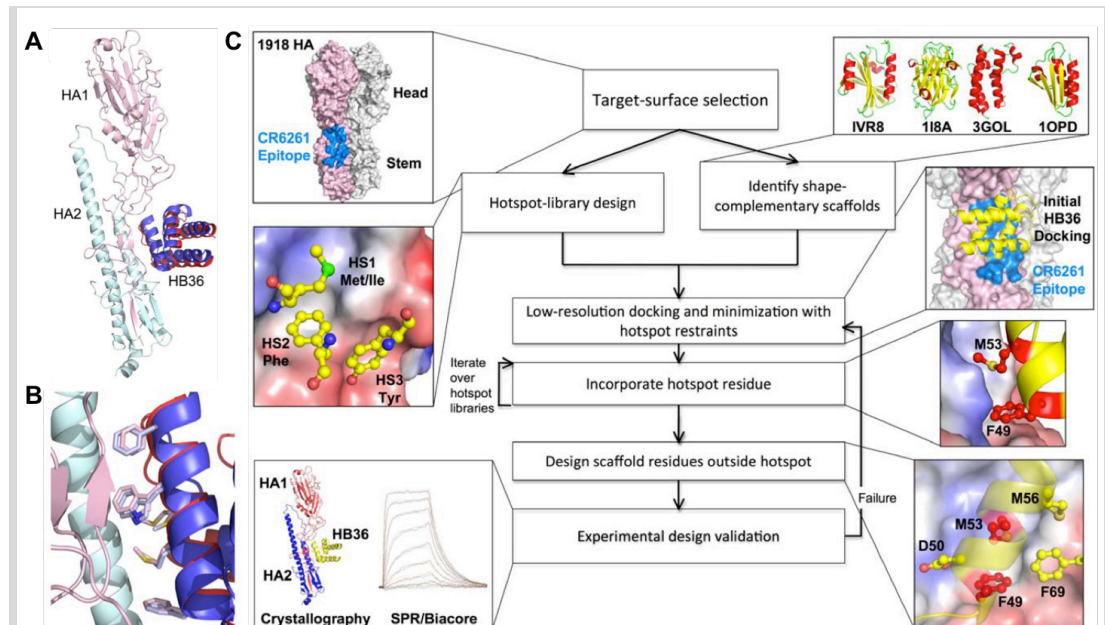 A
HA1
HA2
HB36
B
C
1918 HA
Head
CR6261
Epitope
Stem
Target-surface selection
IVR8 1I8A 3GOL 1OPD
Hotspot-library design
Identify shape-
complementary scaffolds
Initial
HB36
Docking
CR6261
Epitope
HS1
Met/Ile
HS2
Phe
HS3
Tyr
Low-resolution docking and minimization with
hotspot restraints
Iterate
over
hotspot
libraries
Incorporate hotspot residue
M53
F49
Design scaffold residues outside hotspot
Failure
Experimental design validation
HA1
HB36
HA2
Crystallography SPR/Biacore
M56
M53
D50
F49 F69